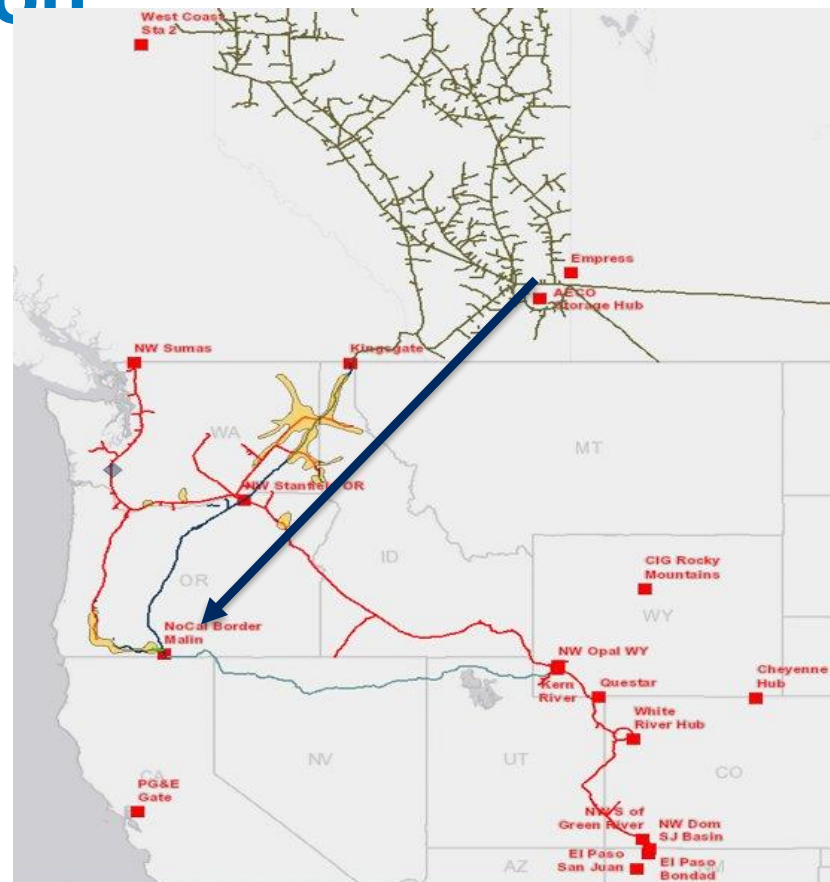 on
West Coast
Sta 2
Empress
AECO
Storage Hub
NW Sumas
Kingsgate
WA
MT
NW Stanfield OR
ID
OR
CIG Rocky
Mountains
WY
NoCal Border
Malin
NW Opal WY
Kern
River
Questar
Cheyenne
Hub
White
River Hub
NV
UT
CO
CA
PG&E
Gate
NW S of
Green River
NW Dom
SJ Basin
El Paso
San Juan
El Paso
Bondad
AZ
NM